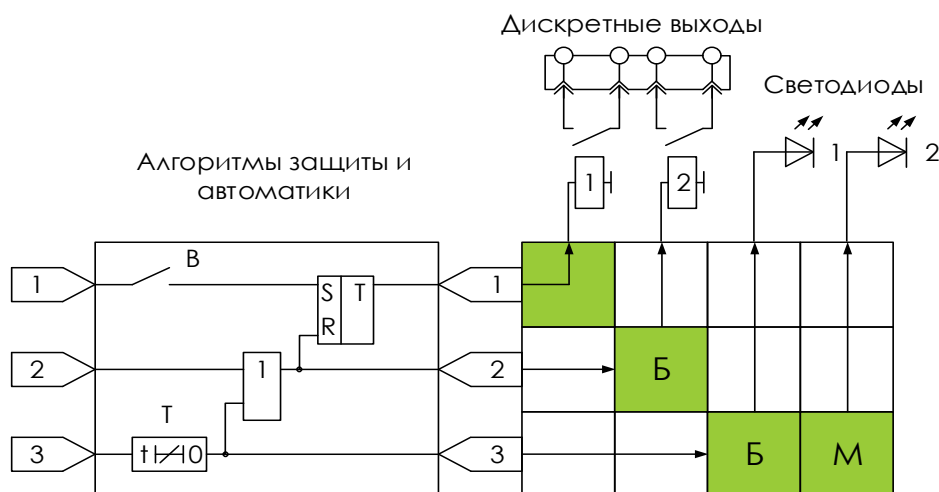 Дискретные выходы
Светодиоды
Алгоритмы защиты и
автоматики
1 2 1 2
1 В S T 1
R
2 1 2 Б
T
3 t 0 3 Б М